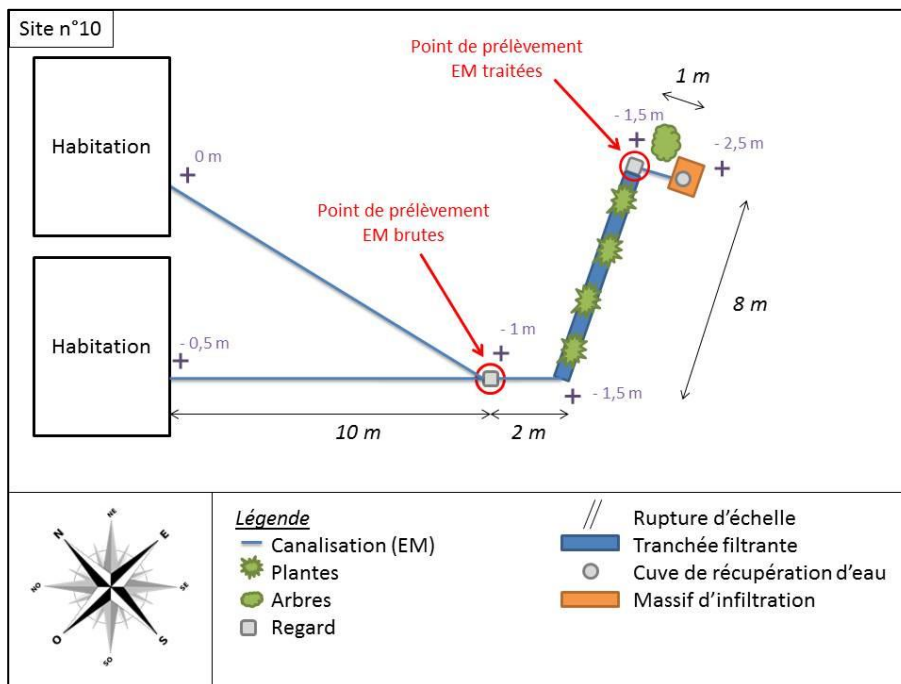 Site n°10
Point de prélèvement
EM traitées
1 m
Habitation
- 1,5 m
- 2,5 m
0 m
Point de prélèvement
EM brutes
8 m
Habitation
- 0,5 m
- 1 m
- 1,5 m
10 m
2 m
NE
N
E
NO
SE
O
S
SO
Légende
Canalisation (EM)
Plantes
Arbres
Regard
Rupture d'échelle
Tranchée filtrante
Cuve de récupération d'eau
Massif d'infiltration